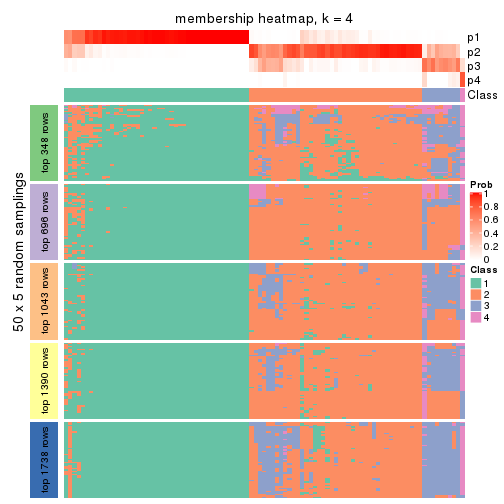 membership heatmap, k = 4
p1
p2
p3
p4
Class
50 x 5 random samplings
top 348 rows
top 696 rows
top 1043 rows
top 1390 rows
top 1738 rows
Prob
1
0.8
0.6
0.4
0.2
0
Class
1
2
3
4